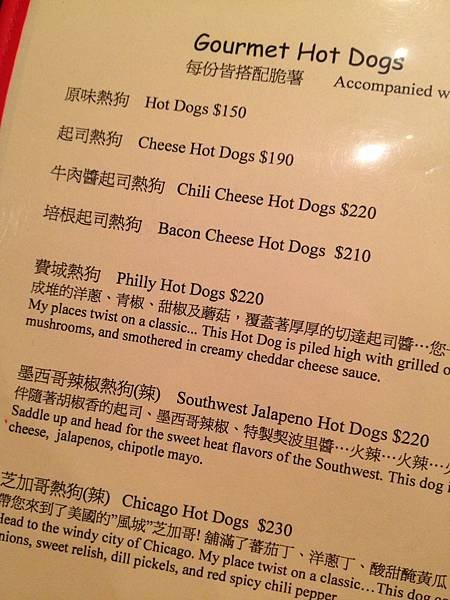 Gourmet Hot Dogs
每份皆搭配脆薯 Accompanied w
原味熱狗 Hot Dogs $150
起司熱狗 Cheese Hot Dogs $190
牛肉醬起司熱狗 Chili Cheese Hot Dogs $220
培根起司熱狗 Bacon Cheese Hot Dogs $210
費城熱狗 Philly Hot Dogs $220
成堆的洋蔥、青椒、甜椒及蘑菇，覆蓋著厚厚的切達起司醬…您
My places twist on a classic... This Hot Dog is piled high with grilled o
mushrooms, and smothered in creamy cheddar cheese sauce.
墨西哥辣椒熱狗(辣) Southwest Jalapeno Hot Dogs $220
伴隨著胡椒香的起司、墨西哥辣椒、特製契波里醬…火辣…火辣…火
Saddle up and head for the sweet heat flavors of the Southwest. This dog i
cheese, jalapenos, chipotle mayo.
芝加哥熱狗(辣) Chicago Hot Dogs $230
帶您來到了美國的"風城"芝加哥! 舖滿了蕃茄丁、洋蔥丁、酸甜醃黃瓜
Head to the windy city of Chicago. My place twist on a classic…This dog co
nions, sweet relish, dill pickels, and red spicy chili pepper